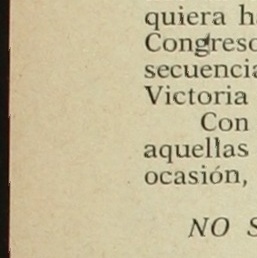 quiera h
Congreso
secuencia
Victoria
Con
aquellas
ocasión,
NO S